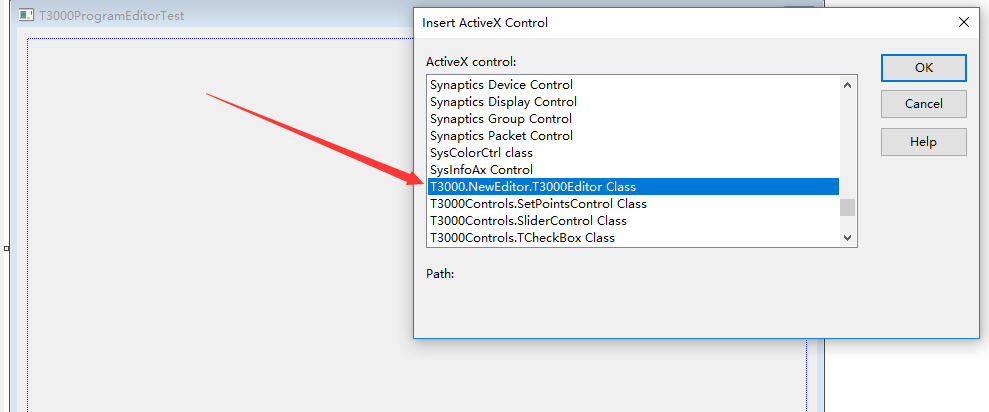 T3000ProgramEditorTest
Insert ActiveX Control
ActiveX control:
Synaptics Device Control
Synaptics Display Control
Synaptics Group Control
Synaptics Packet Control
SysColorCtrl class
SysInfoAx Control
T3000.NewEditor.T3000Editor Class
T3000Controls.SetPointsControl Class
T3000Controls.SliderControl Class
T3000Controls.TCheckBox Class
OK
Cancel
Help
Path: